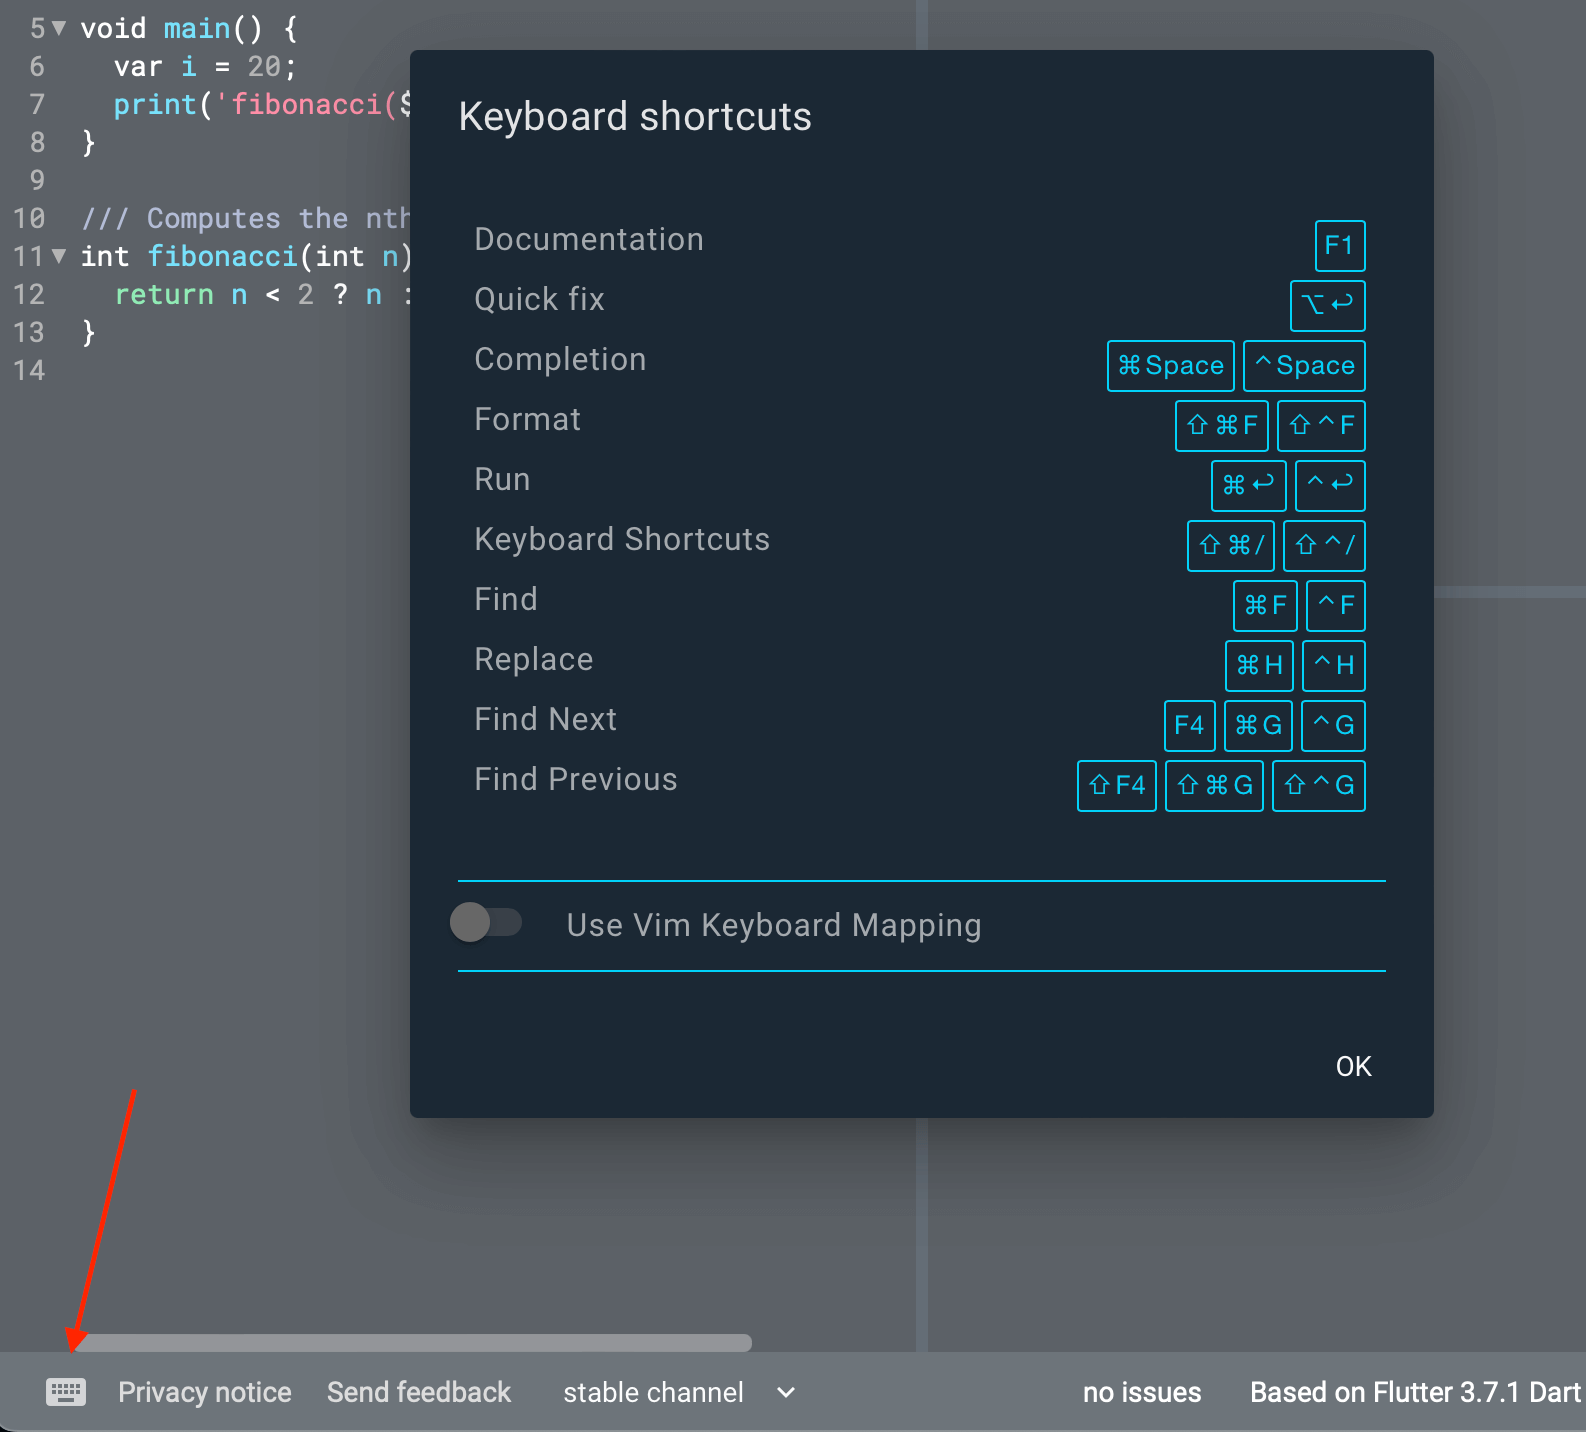 5 void main() {
6 var i = 20;
7 print('fibonacci($
8 }
9
10 /// Computes the nth
11 int fibonacci(int n)
12 return n < 2 ? n :
13 }
14
Keyboard shortcuts
Documentation F1
Quick fix ⌥ ↩
Completion ⌘ Space ^ Space
Format ⇧ ⌘ F ⇧ ^ F
Run ⌘ ↩ ^ ↩
Keyboard Shortcuts ⇧ ⌘ / ⇧ ^ /
Find ⌘ F ^ F
Replace ⌘ H ^ H
Find Next F4 ⌘ G ^ G
Find Previous ⇧ F4 ⇧ ⌘ G ⇧ ^ G
Use Vim Keyboard Mapping
OK
Privacy notice Send feedback stable channel no issues Based on Flutter 3.7.1 Dart